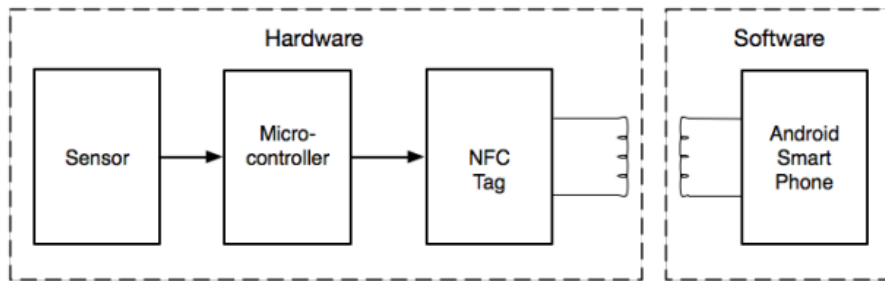 Hardware
Software
Sensor
Micro-
controller
NFC
Tag
Android
Smart
Phone